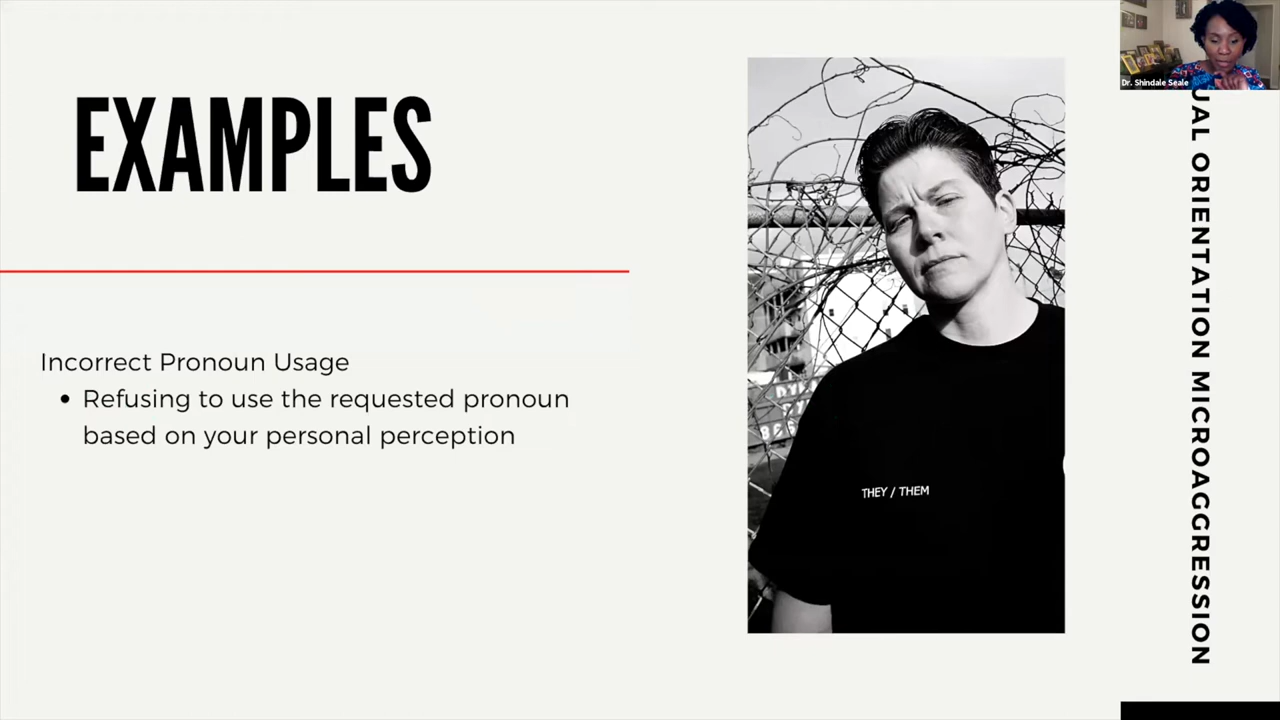 EXAMPLES
Incorrect Pronoun Usage
• Refusing to use the requested pronoun
based on your personal perception
THEY / THEM
UAL ORIENTATION MICROAGGRESSION
Dr. Shindale Seale